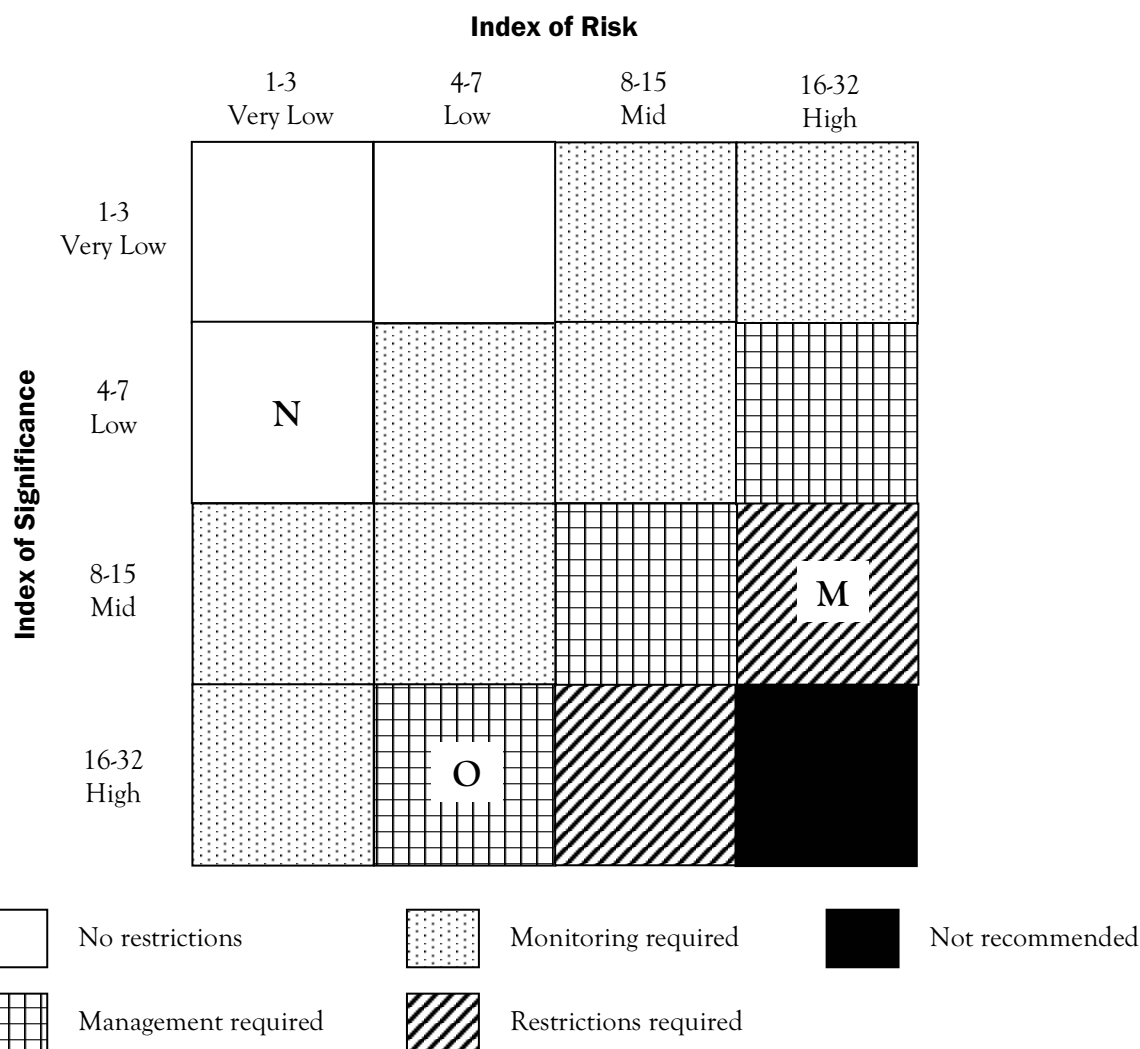 Index of Risk
1-3
Very Low
4-7
Low
8-15
Mid
16-32
High
Index of Significance
1-3
Very Low
4-7
Low
N
8-15
Mid
M
16-32
High
O
No restrictions
Monitoring required
Not recommended
Management required
Restrictions required